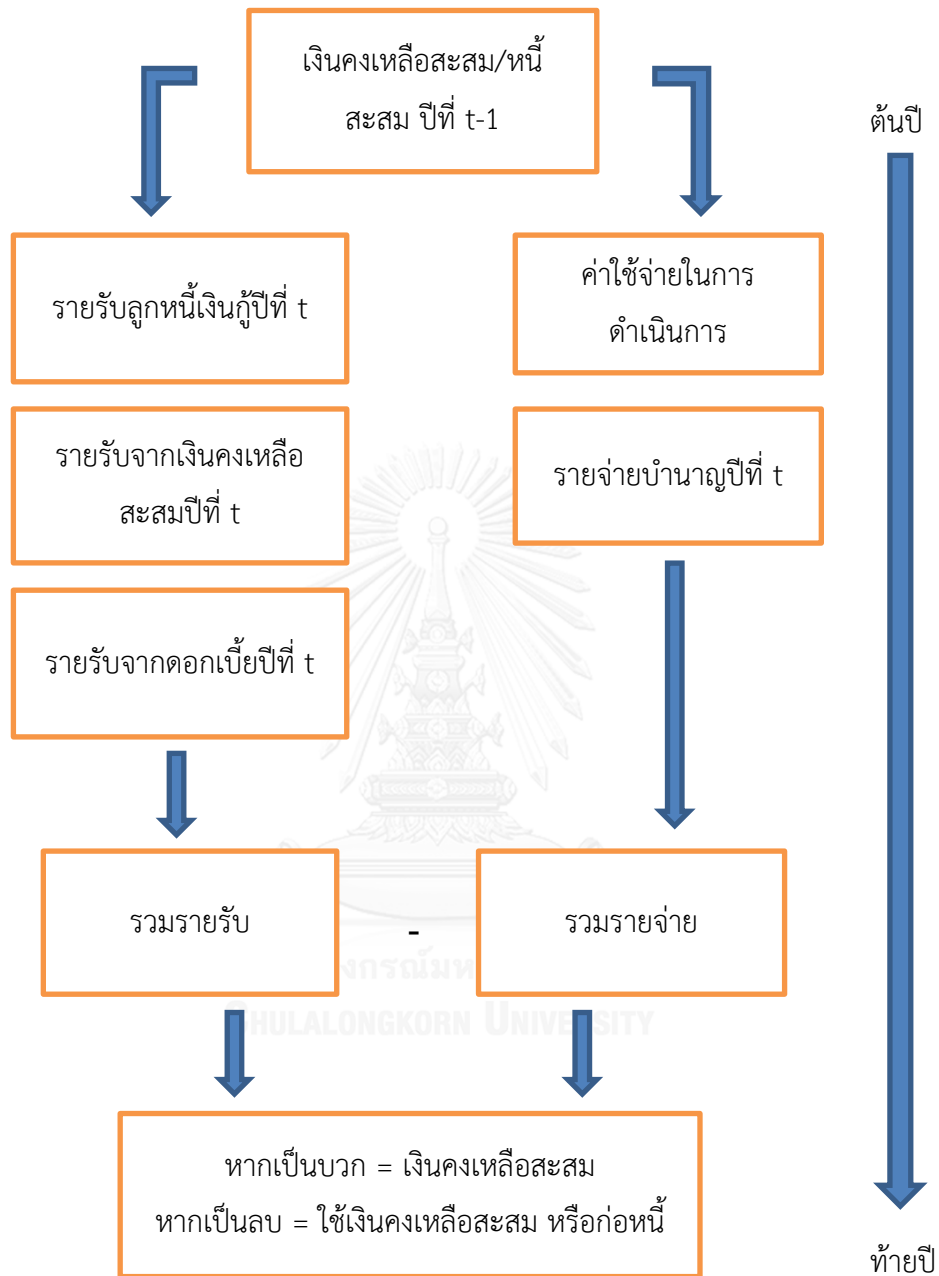 เงินคงเหลือสะสม/หนี้
สะสม ปีที่ t-1
ต้นปี
รายรับลูกหนี้เงินกู้ปีที่ t
ค่าใช้จ่ายในการ
ดำเนินการ
รายรับจากเงินคงเหลือ
สะสมปีที่ t
รายจ่ายบำนาญปีที่ t
รายรับจากดอกเบี้ยปีที่ t
รวมรายรับ
-
รวมรายจ่าย
CHULALONGKORN UNIVERSITY
หากเป็นบวก = เงินคงเหลือสะสม
หากเป็นลบ = ใช้เงินคงเหลือสะสม หรือก่อหนี้
ท้ายปี